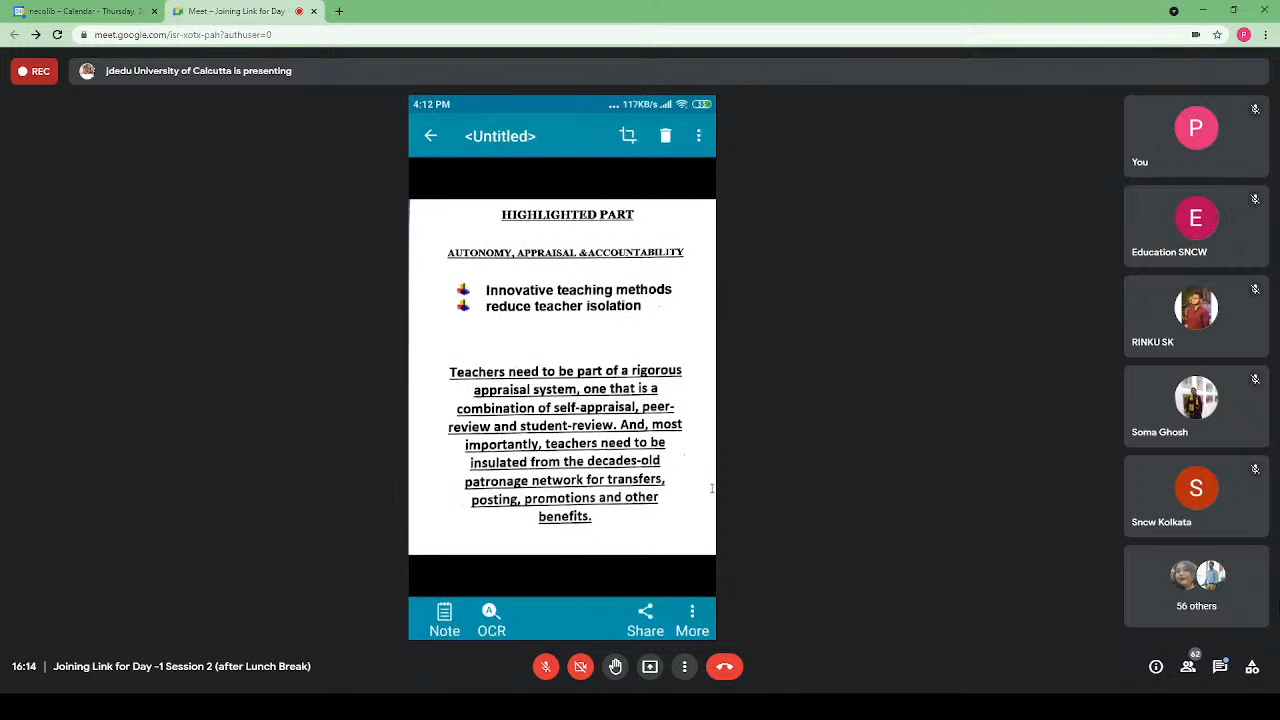 necolib – Calendar - Thursday, 2
Meet – Joining Link for Day -
meet.google.com/isr-xotx-pah?authuser=0
P
REC
jdedu University of Calcutta is presenting
4:12 PM
117KB/s
33
<Untitled>
HIGHLIGHTED PART
AUTONOMY, APPRAISAL &ACCOUNTABILITY
Innovative teaching methods
reduce teacher isolation
Teachers need to be part of a rigorous
appraisal system, one that is a
combination of self-appraisal, peer-
review and student-review. And, most
importantly, teachers need to be
insulated from the decades-old
patronage network for transfers,
posting, promotions and other
benefits.
Note
OCR
Share
More
P
You
E
Education SNCW
RINKU SK
Soma Ghosh
S
Sncw Kolkata
56 others
16:14 | Joining Link for Day -1 Session 2 (after Lunch Break)
62